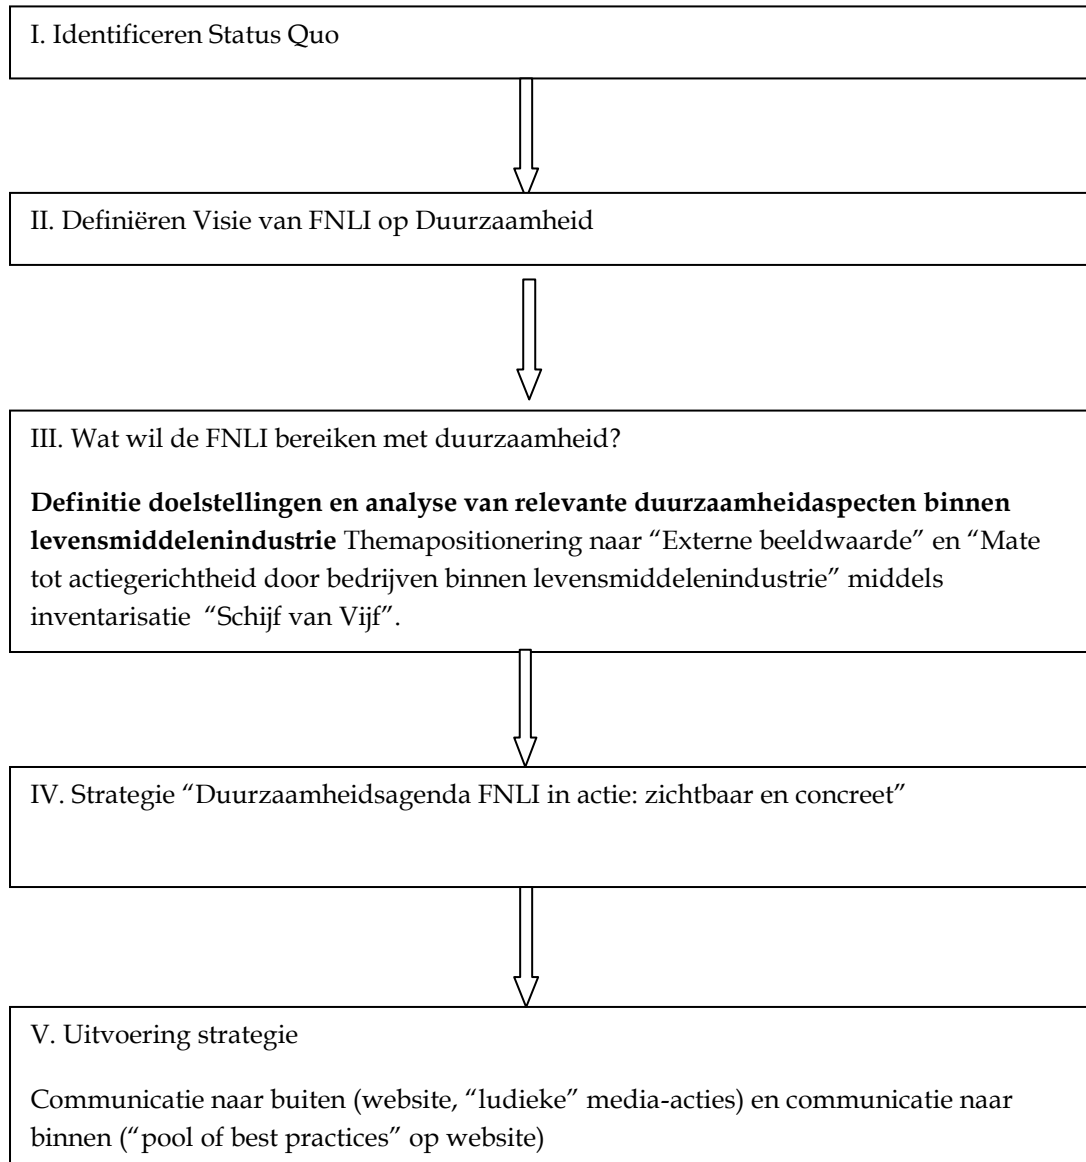 I. Identificeren Status Quo
II. Definiëren Visie van FNLI op Duurzaamheid
III. Wat wil de FNLI bereiken met duurzaamheid?
Definitie doelstellingen en analyse van relevante duurzaamheidaspecten binnen
levensmiddelenindustrie Themapositionering naar “Externe beeldwaarde” en “Mate
tot actiegerichtheid door bedrijven binnen levensmiddelenindustrie” middels
inventarisatie “Schijf van Vijf”.
IV. Strategie “Duurzaamheidsagenda FNLI in actie: zichtbaar en concreet”
V. Uitvoering strategie
Communicatie naar buiten (website, “ludieke” media-acties) en communicatie naar
binnen (“pool of best practices” op website)